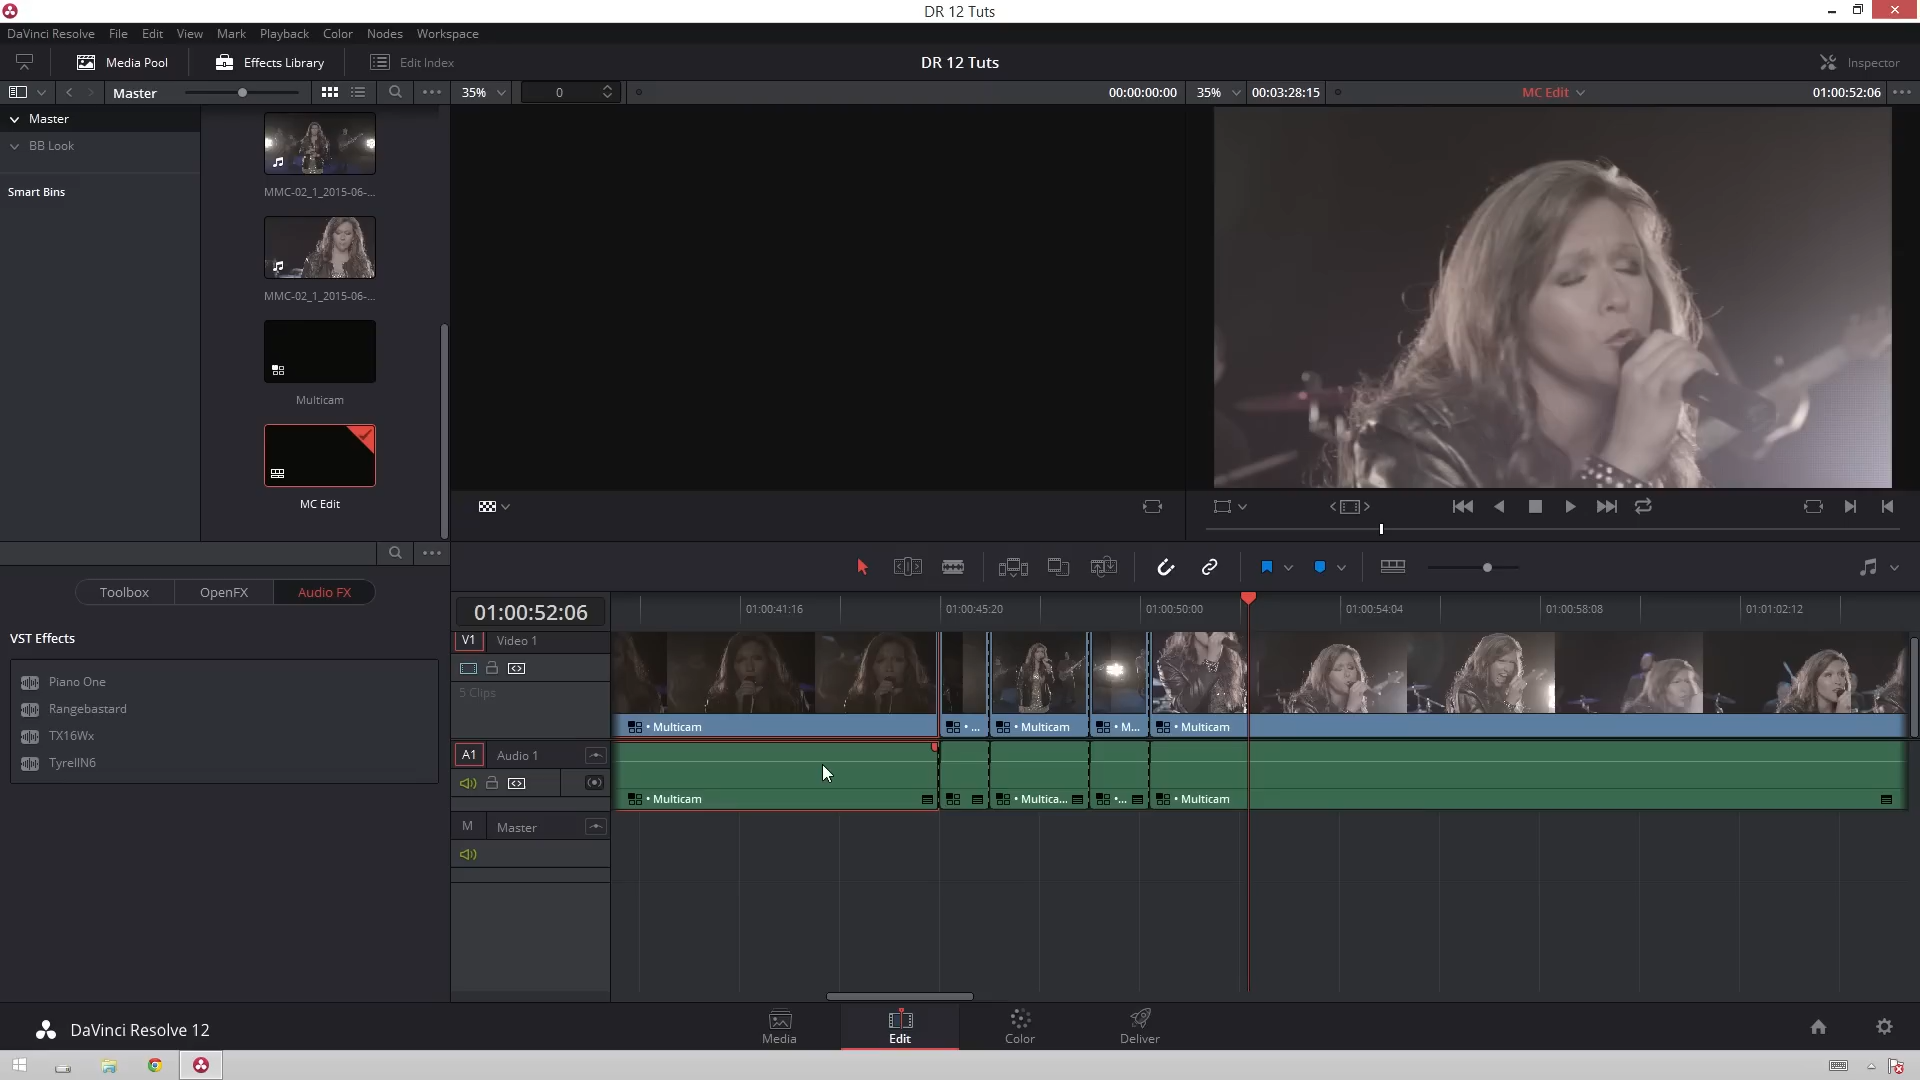 DR 12 Tuts
DaVinci Resolve File Edit View Mark Playback Color Nodes Workspace
Media Pool Effects Library Edit Index DR 12 Tuts Inspector
Master 35% 0 00:00:00:00 35% 00:03:28:15 MC Edit 01:00:52:06
Master
BB Look
Smart Bins
MMC-02_1_2015-06-...
MMC-02_1_2015-06-...
Multicam
MC Edit
Toolbox OpenFX Audio FX
VST Effects
Piano One
Rangebastard
TX16Wx
TyrellN6
01:00:52:06 01:00:41:16 01:00:45:20 01:00:50:00 01:00:54:04 01:00:58:08 01:01:02:12
V1 Video 1
5 Clips
• Multicam • ... • Multicam • M... • Multicam
A1 Audio 1
• Multicam • Multica... •... • Multicam
M Master
DaVinci Resolve 12
Media Edit Color Deliver